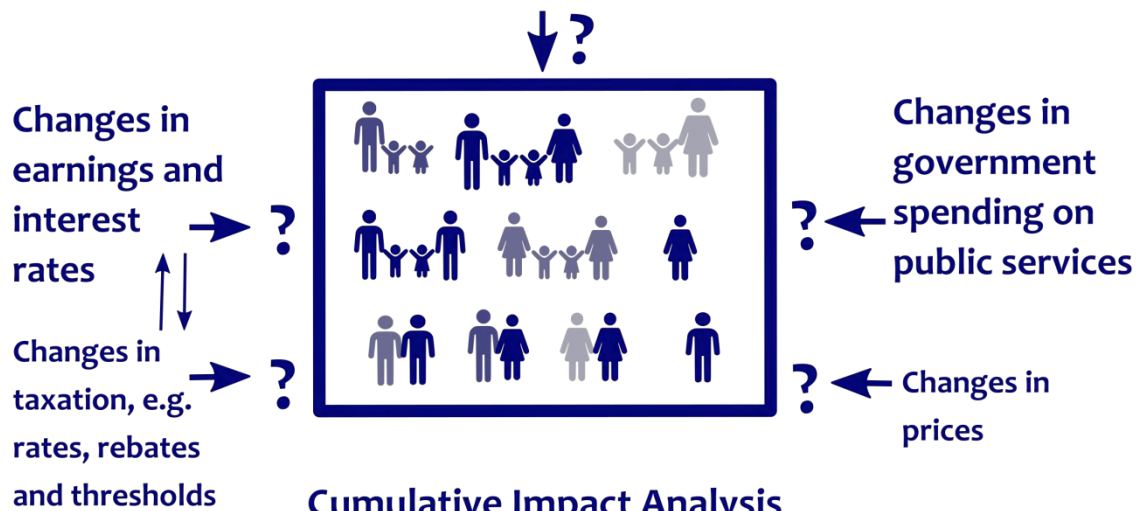 ?
Changes in
earnings and
interest
rates
?
Changes in
taxation, e.g.
rates, rebates
and thresholds
?
Changes in
government
spending on
public services
?
Changes in
prices
?
Cumulative Impact Analysis